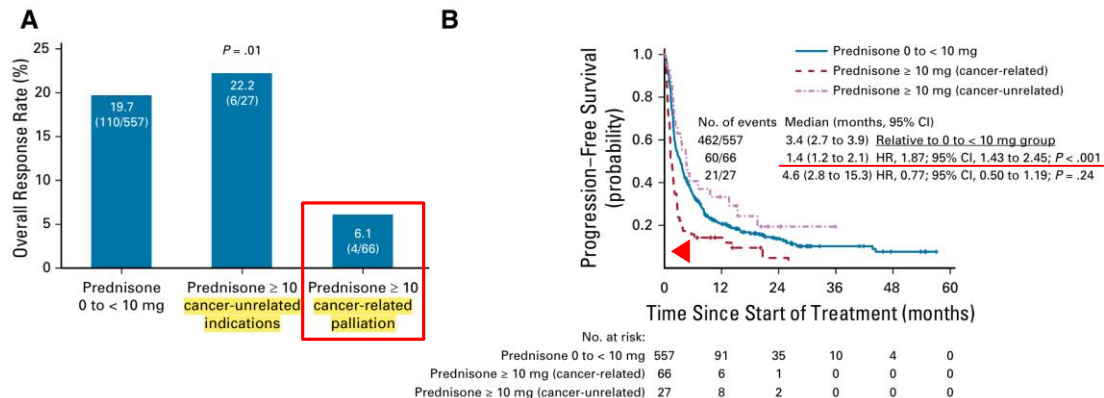 A
P = .01
Overall Response Rate (%)
25
20
15
10
5
0
19.7
(110/557)
22.2
(6/27)
6.1
(4/66)
Prednisone
0 to < 10 mg
Prednisone ≥ 10
cancer-unrelated
indications
Prednisone ≥ 10
cancer-related
palliation
B
Prednisone 0 to < 10 mg
Prednisone ≥ 10 mg (cancer-related)
Prednisone ≥ 10 mg (cancer-unrelated)
No. of events Median (months, 95% CI)
462/557 3.4 (2.7 to 3.9) Relative to 0 to < 10 mg group
60/66 1.4 (1.2 to 2.1) HR, 1.87; 95% CI, 1.43 to 2.45; P < .001
21/27 4.6 (2.8 to 15.3) HR, 0.77; 95% CI, 0.50 to 1.19; P = .24
Progression–Free Survival
(probability)
1.0
0.8
0.6
0.4
0.2
0 12 24 36 48 60
Time Since Start of Treatment (months)
No. at risk:
Prednisone 0 to < 10 mg 557 91 35 10 4 0
Prednisone ≥ 10 mg (cancer-related) 66 6 1 0 0 0
Prednisone ≥ 10 mg (cancer-unrelated) 27 8 2 0 0 0